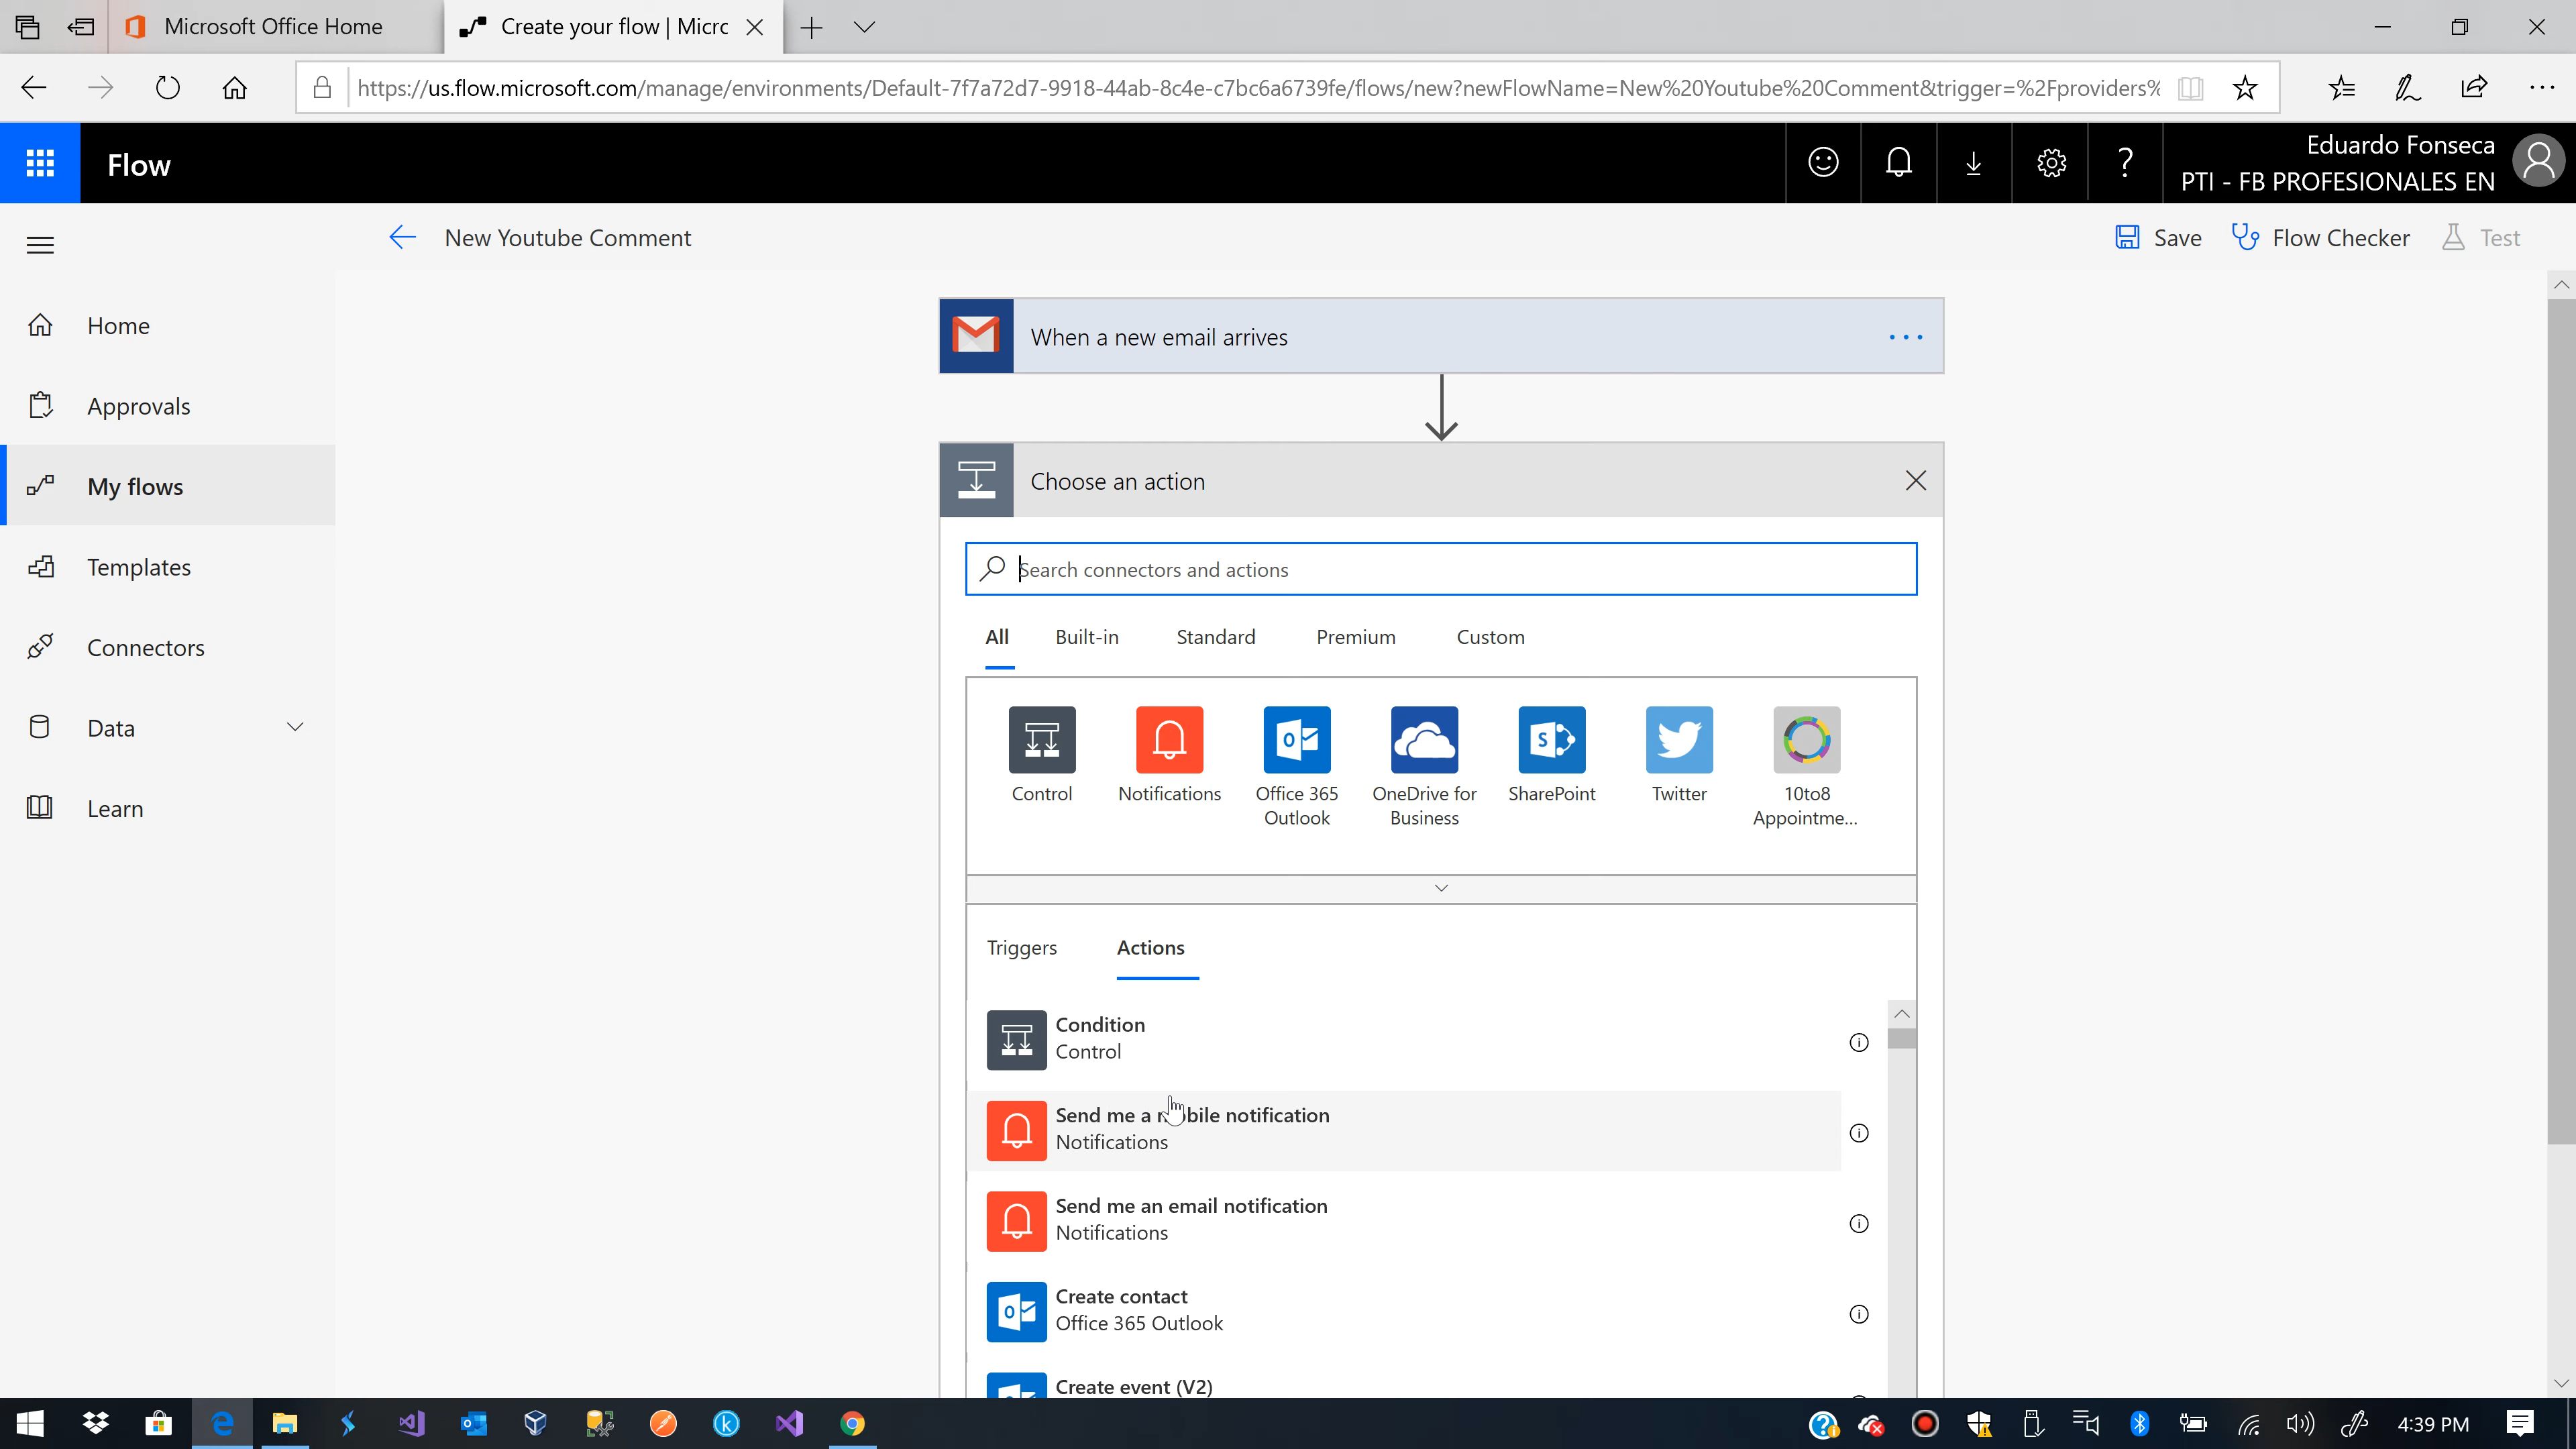 Microsoft Office Home
Create your flow | Micr
https://us.flow.microsoft.com/manage/environments/Default-7f7a72d7-9918-44ab-8c4e-c7bc6a6739fe/flows/new?newFlowName=New%20Youtube%20Comment&trigger=%2Fproviders%
Flow
Eduardo Fonseca
PTI - FB PROFESIONALES EN
New Youtube Comment
Save
Flow Checker
Test
Home
Approvals
My flows
Templates
Connectors
Data
Learn
When a new email arrives
Choose an action
Search connectors and actions
All
Built-in
Standard
Premium
Custom
Control
Notifications
Office 365
Outlook
OneDrive for
Business
SharePoint
Twitter
10to8
Appointme...
Triggers
Actions
Condition
Control
Send me a mobile notification
Notifications
Send me an email notification
Notifications
Create contact
Office 365 Outlook
Create event (V2)
4:39 PM